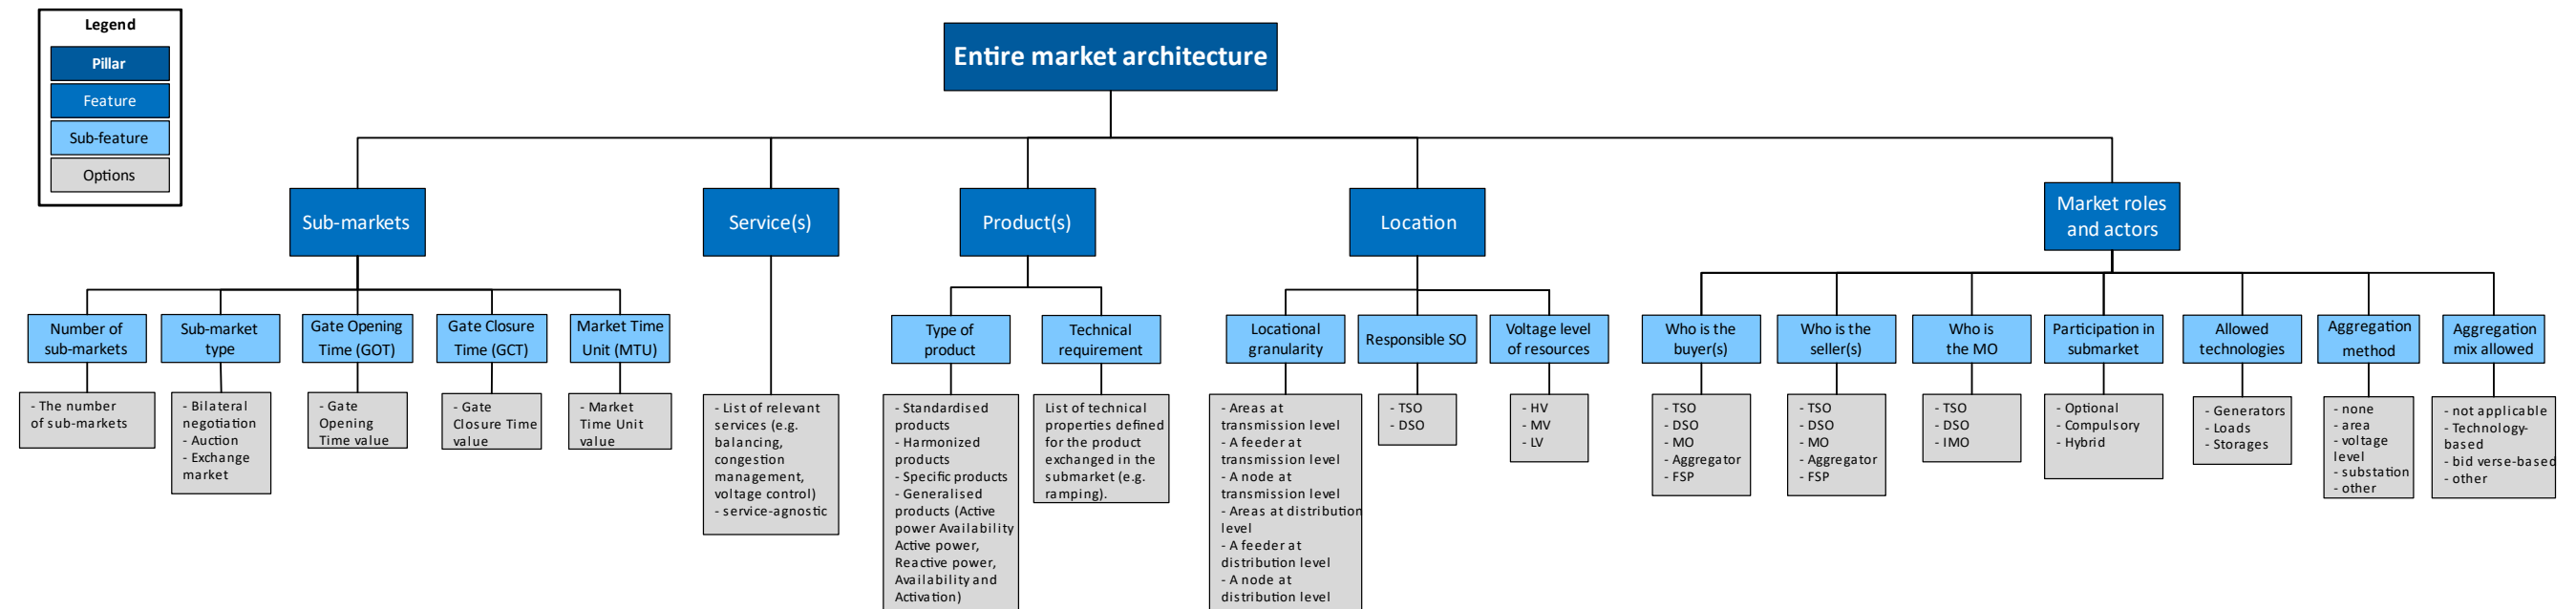 Legend
Pillar
Feature
Sub-feature
Options
Entire market architecture
Sub-markets
Service(s)
Product(s)
Location
Market roles
and actors
Number of
sub-markets
Sub-market
type
Gate Opening
Time (GOT)
Gate Closure
Time (GCT)
Market Time
Unit (MTU)
Type of
product
Technical
requirement
Locational
granularity
Responsible SO
Voltage level
of resources
Who is the
buyer(s)
Who is the
seller(s)
Who is
the MO
Participation in
submarket
Allowed
technologies
Aggregation
method
Aggregation
mix allowed
- The number
of sub-markets
- Bilateral
negotiation
- Auction
- Exchange
market
- Gate
Opening
Time value
- Gate
Closure Time
value
- Market
Time Unit
value
- List of relevant
services (e.g.
balancing,
congestion
management,
voltage control)
- service-agnostic
- Standardised
products
- Harmonized
products
- Specific products
- Generalised
products (Active
power Availability
Active power,
Reactive power,
Availability and
Activation)
List of technical
properties defined
for the product
exchanged in the
submarket (e.g.
ramping).
- Areas at
transmission level
- A feeder at
transmission level
- A node at
transmission level
- Areas at distribution
level
- A feeder at
distribution level
- A node at
distribution level
- TSO
- DSO
- HV
- MV
- LV
- TSO
- DSO
- MO
- Aggregator
- FSP
- TSO
- DSO
- MO
- Aggregator
- FSP
- TSO
- DSO
- IMO
- Optional
- Compulsory
- Hybrid
- Generators
- Loads
- Storages
- none
- area
- voltage
level
- substation
- other
- not applicable
- Technology-
based
- bid verse-based
- other